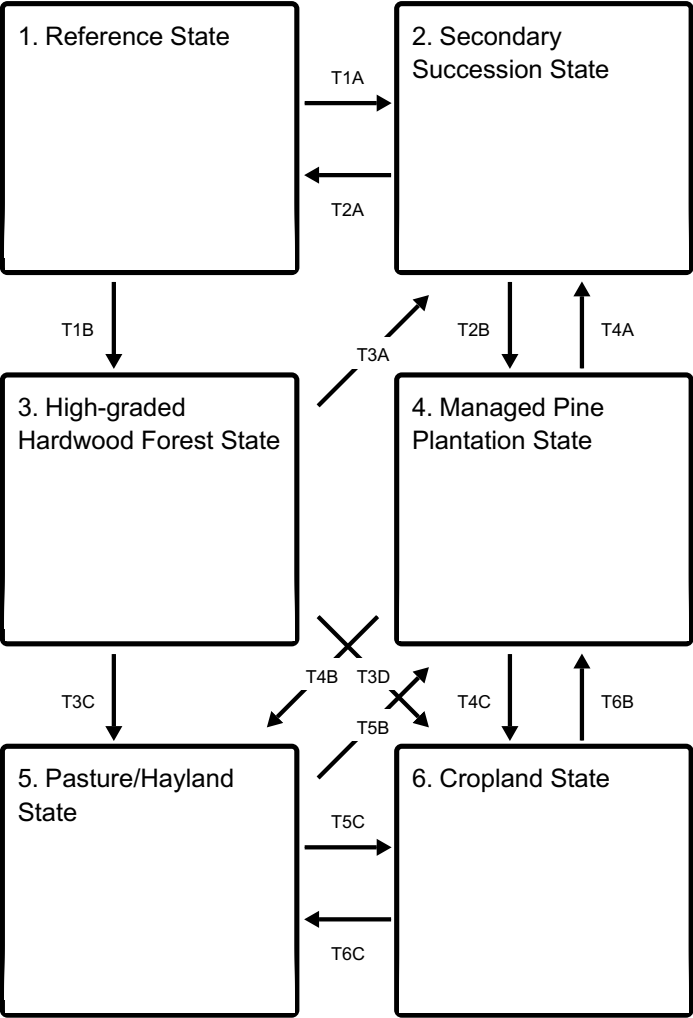 1. Reference State
2. Secondary
Succession State
T1A
T2A
T1B
T3A
T2B
T4A
3. High-graded
Hardwood Forest State
4. Managed Pine
Plantation State
T3C
T4B
T3D
T5B
T4C
T6B
5. Pasture/Hayland
State
6. Cropland State
T5C
T6C